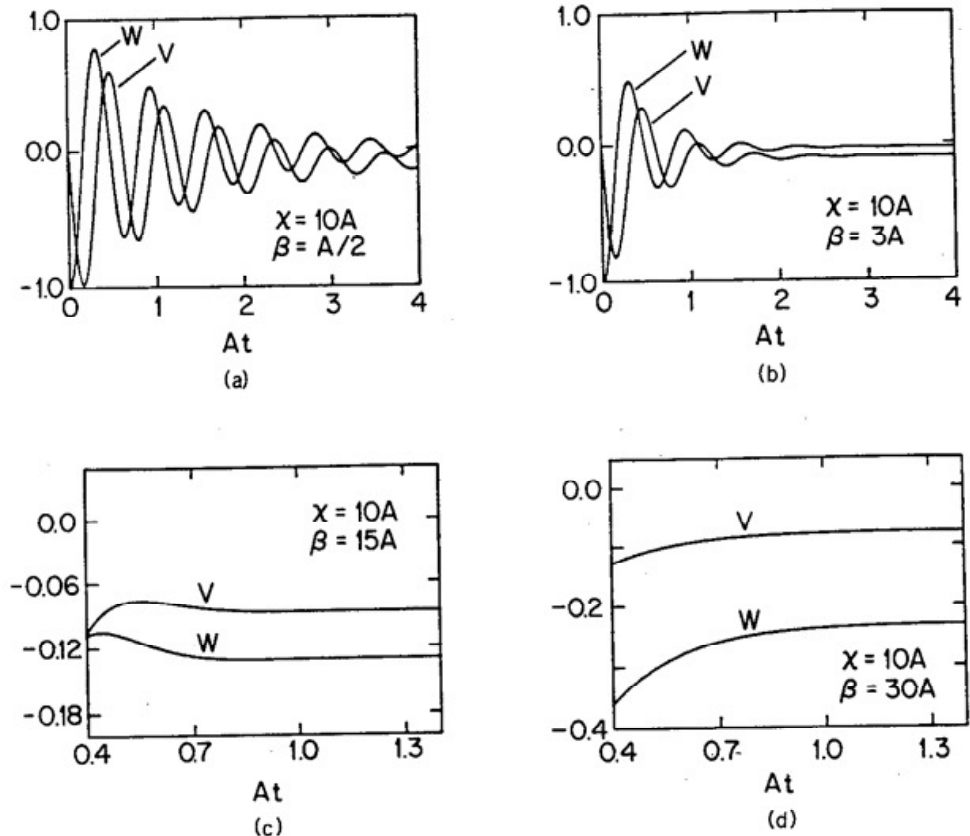 1.0
W
V
0.0
χ = 10A
β = A/2
-1.0
0 1 2 3 4
At
(a)
1.0
W
V
0.0
χ = 10A
β = 3A
-1.0
0 1 2 3 4
At
(b)
χ = 10A
β = 15A
0.0
-0.06
V
-0.12
W
-0.18
0.4 0.7 1.0 1.3
At
(c)
0.0
V
-0.2
W
χ = 10A
β = 30A
-0.4
0.4 0.7 1.0 1.3
At
(d)